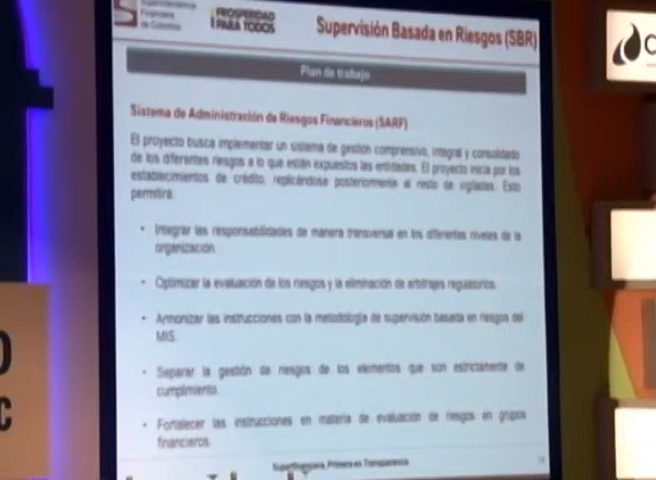 Superintendencia
Financiera
de Colombia
PROSPERIDAD
PARA TODOS
Supervisión Basada en Riesgos (SBR)
Plan de trabajo
Sistema de Administración de Riesgos Financieros (SARF)
El proyecto busca implementar un sistema de gestión comprensivo, integral y consolidado
de los diferentes riesgos a lo que están expuestos las entidades. El proyecto inicia por los
establecimientos de crédito, replicándose posteriormente al resto de vigiladas. Esto
permitirá:
• Integrar las responsabilidades de manera transversal en los diferentes niveles de la
organización.
• Optimizar la evaluación de los riesgos y la eliminación de arbitrajes regulatorios.
• Armonizar las instrucciones con la metodología de supervisión basada en riesgos del
MIS.
• Separar la gestión de riesgos de los elementos que son estrictamente de
cumplimiento.
• Fortalecer las instrucciones en materia de evaluación de riesgos en grupos
financieros.
Superfinanciera, Primera en Transparencia
O
C
C